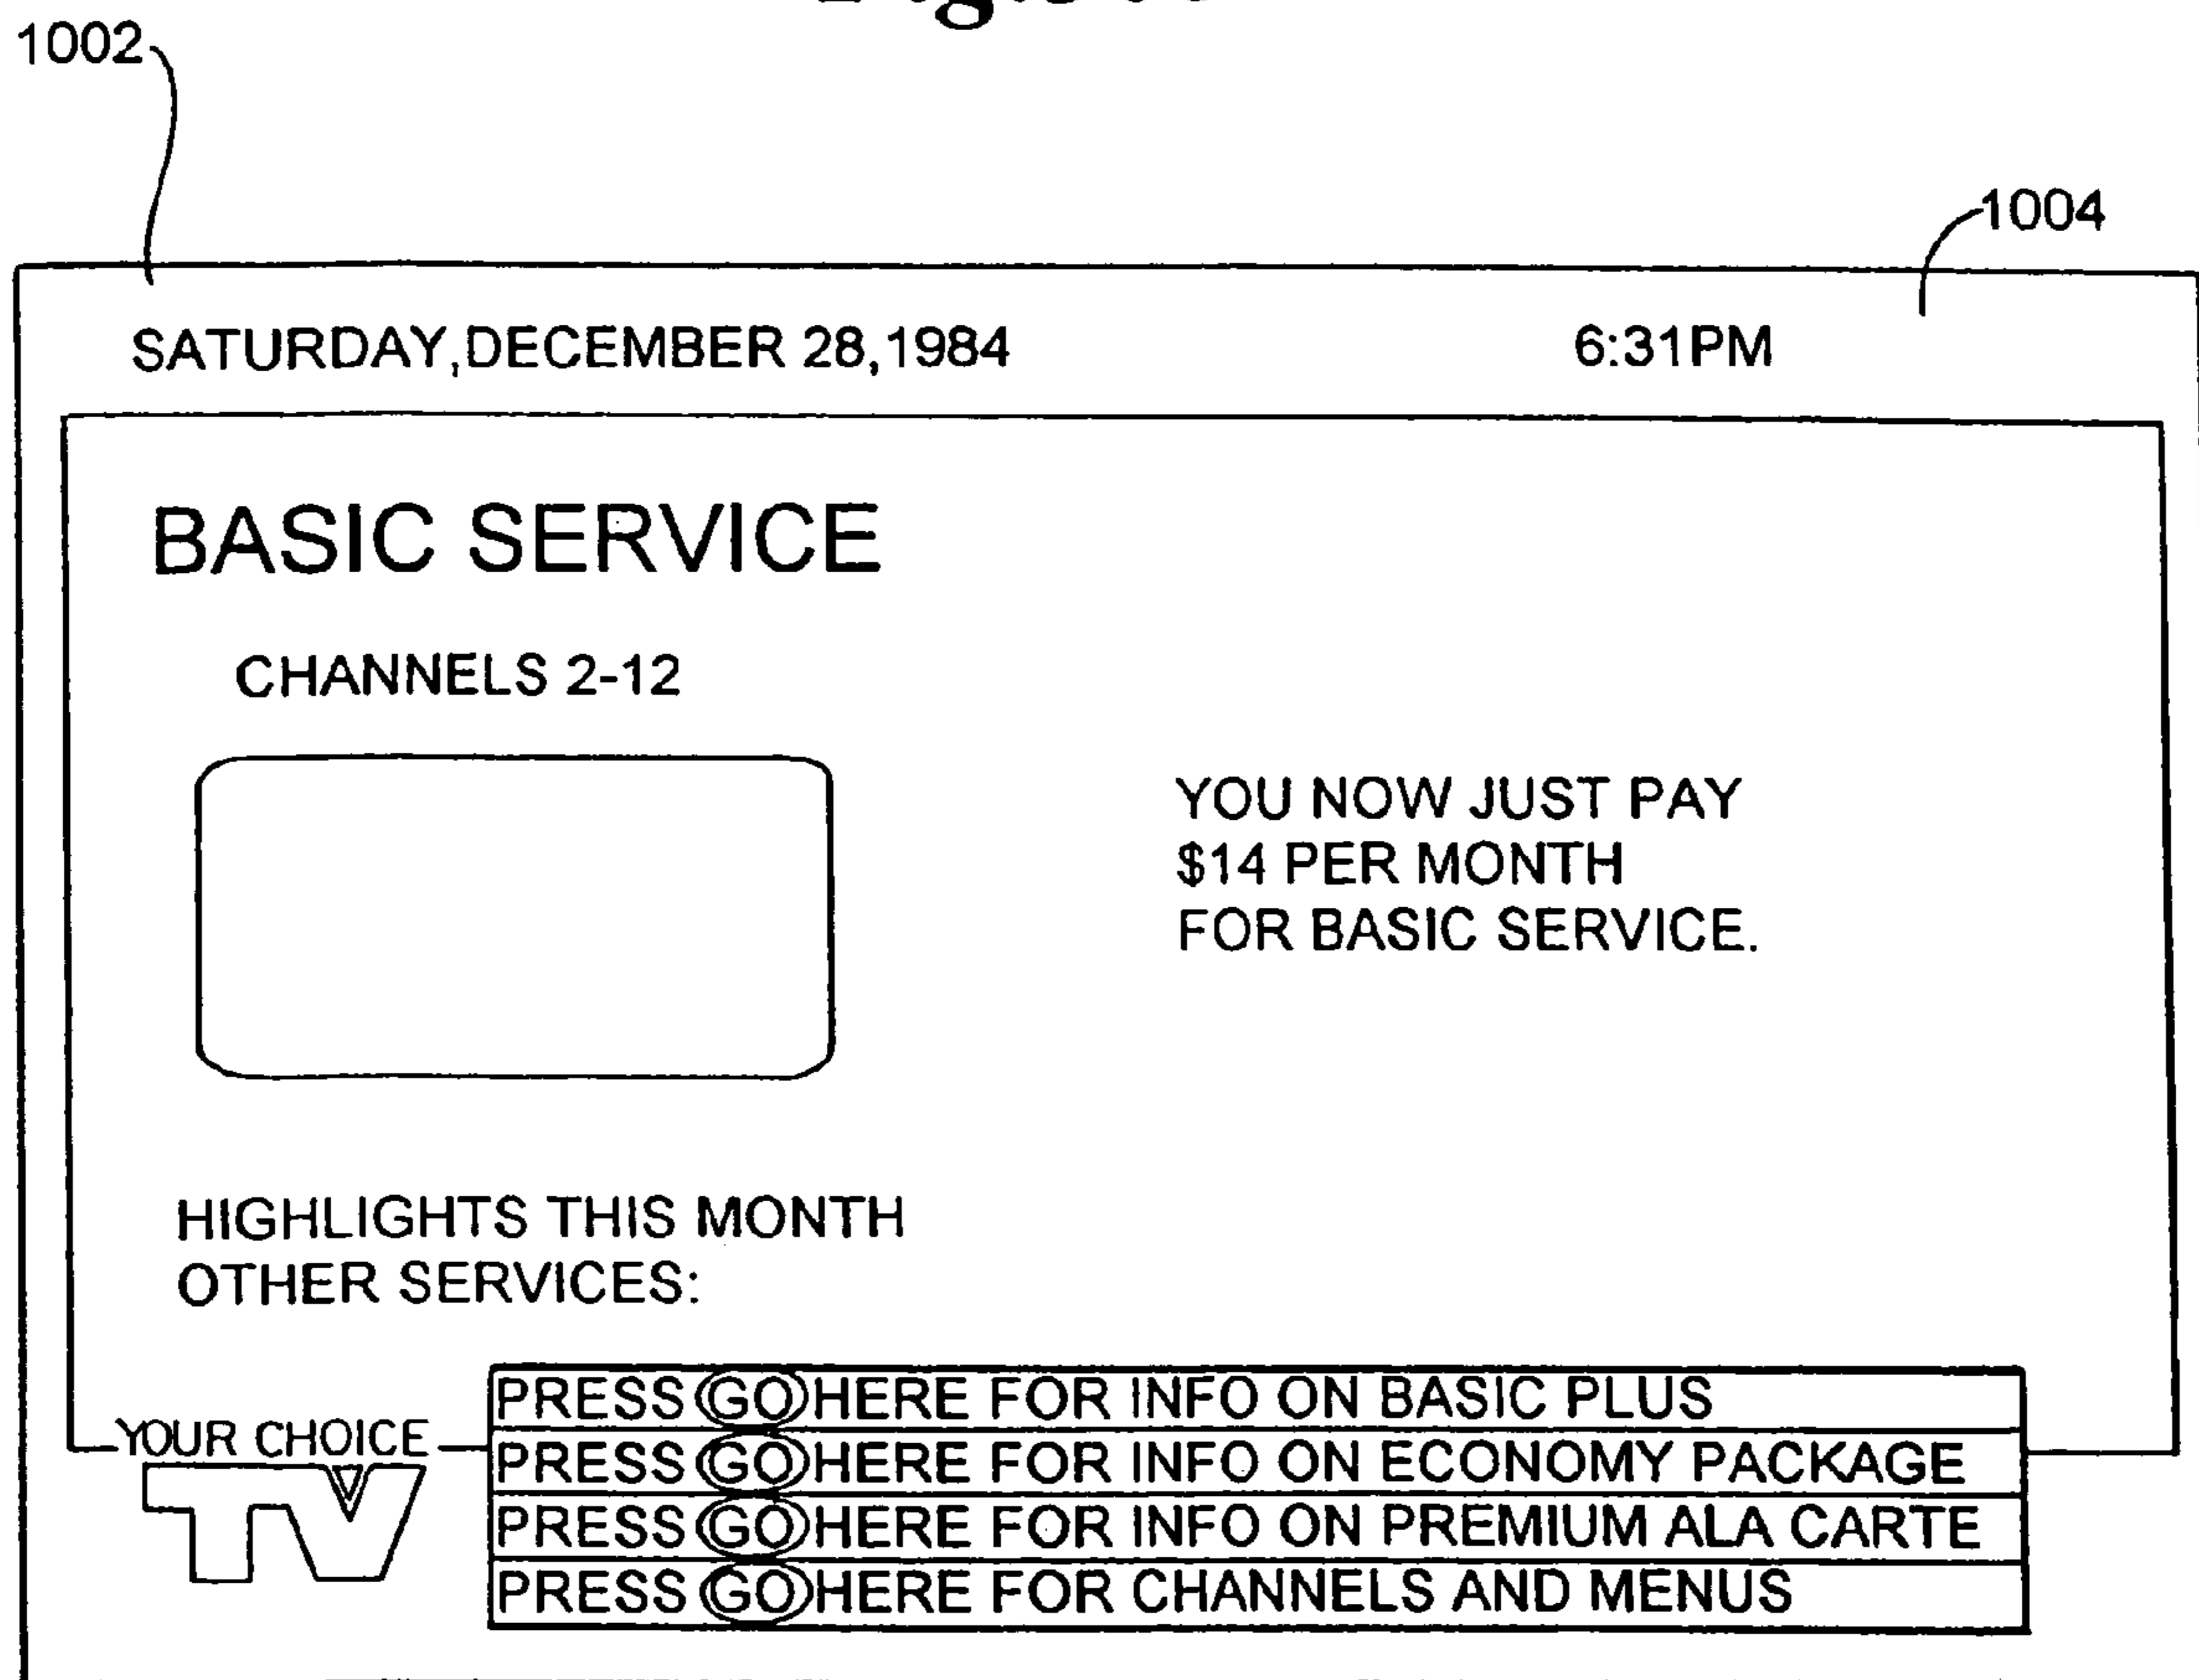 1002
1004
SATURDAY,DECEMBER 28,1984 6:31PM
BASIC SERVICE
CHANNELS 2-12
YOU NOW JUST PAY
$14 PER MONTH
FOR BASIC SERVICE.
HIGHLIGHTS THIS MONTH
OTHER SERVICES:
PRESS GO HERE FOR INFO ON BASIC PLUS
YOUR CHOICE
TV
PRESS GO HERE FOR INFO ON ECONOMY PACKAGE
PRESS GO HERE FOR INFO ON PREMIUM ALA CARTE
PRESS GO HERE FOR CHANNELS AND MENUS